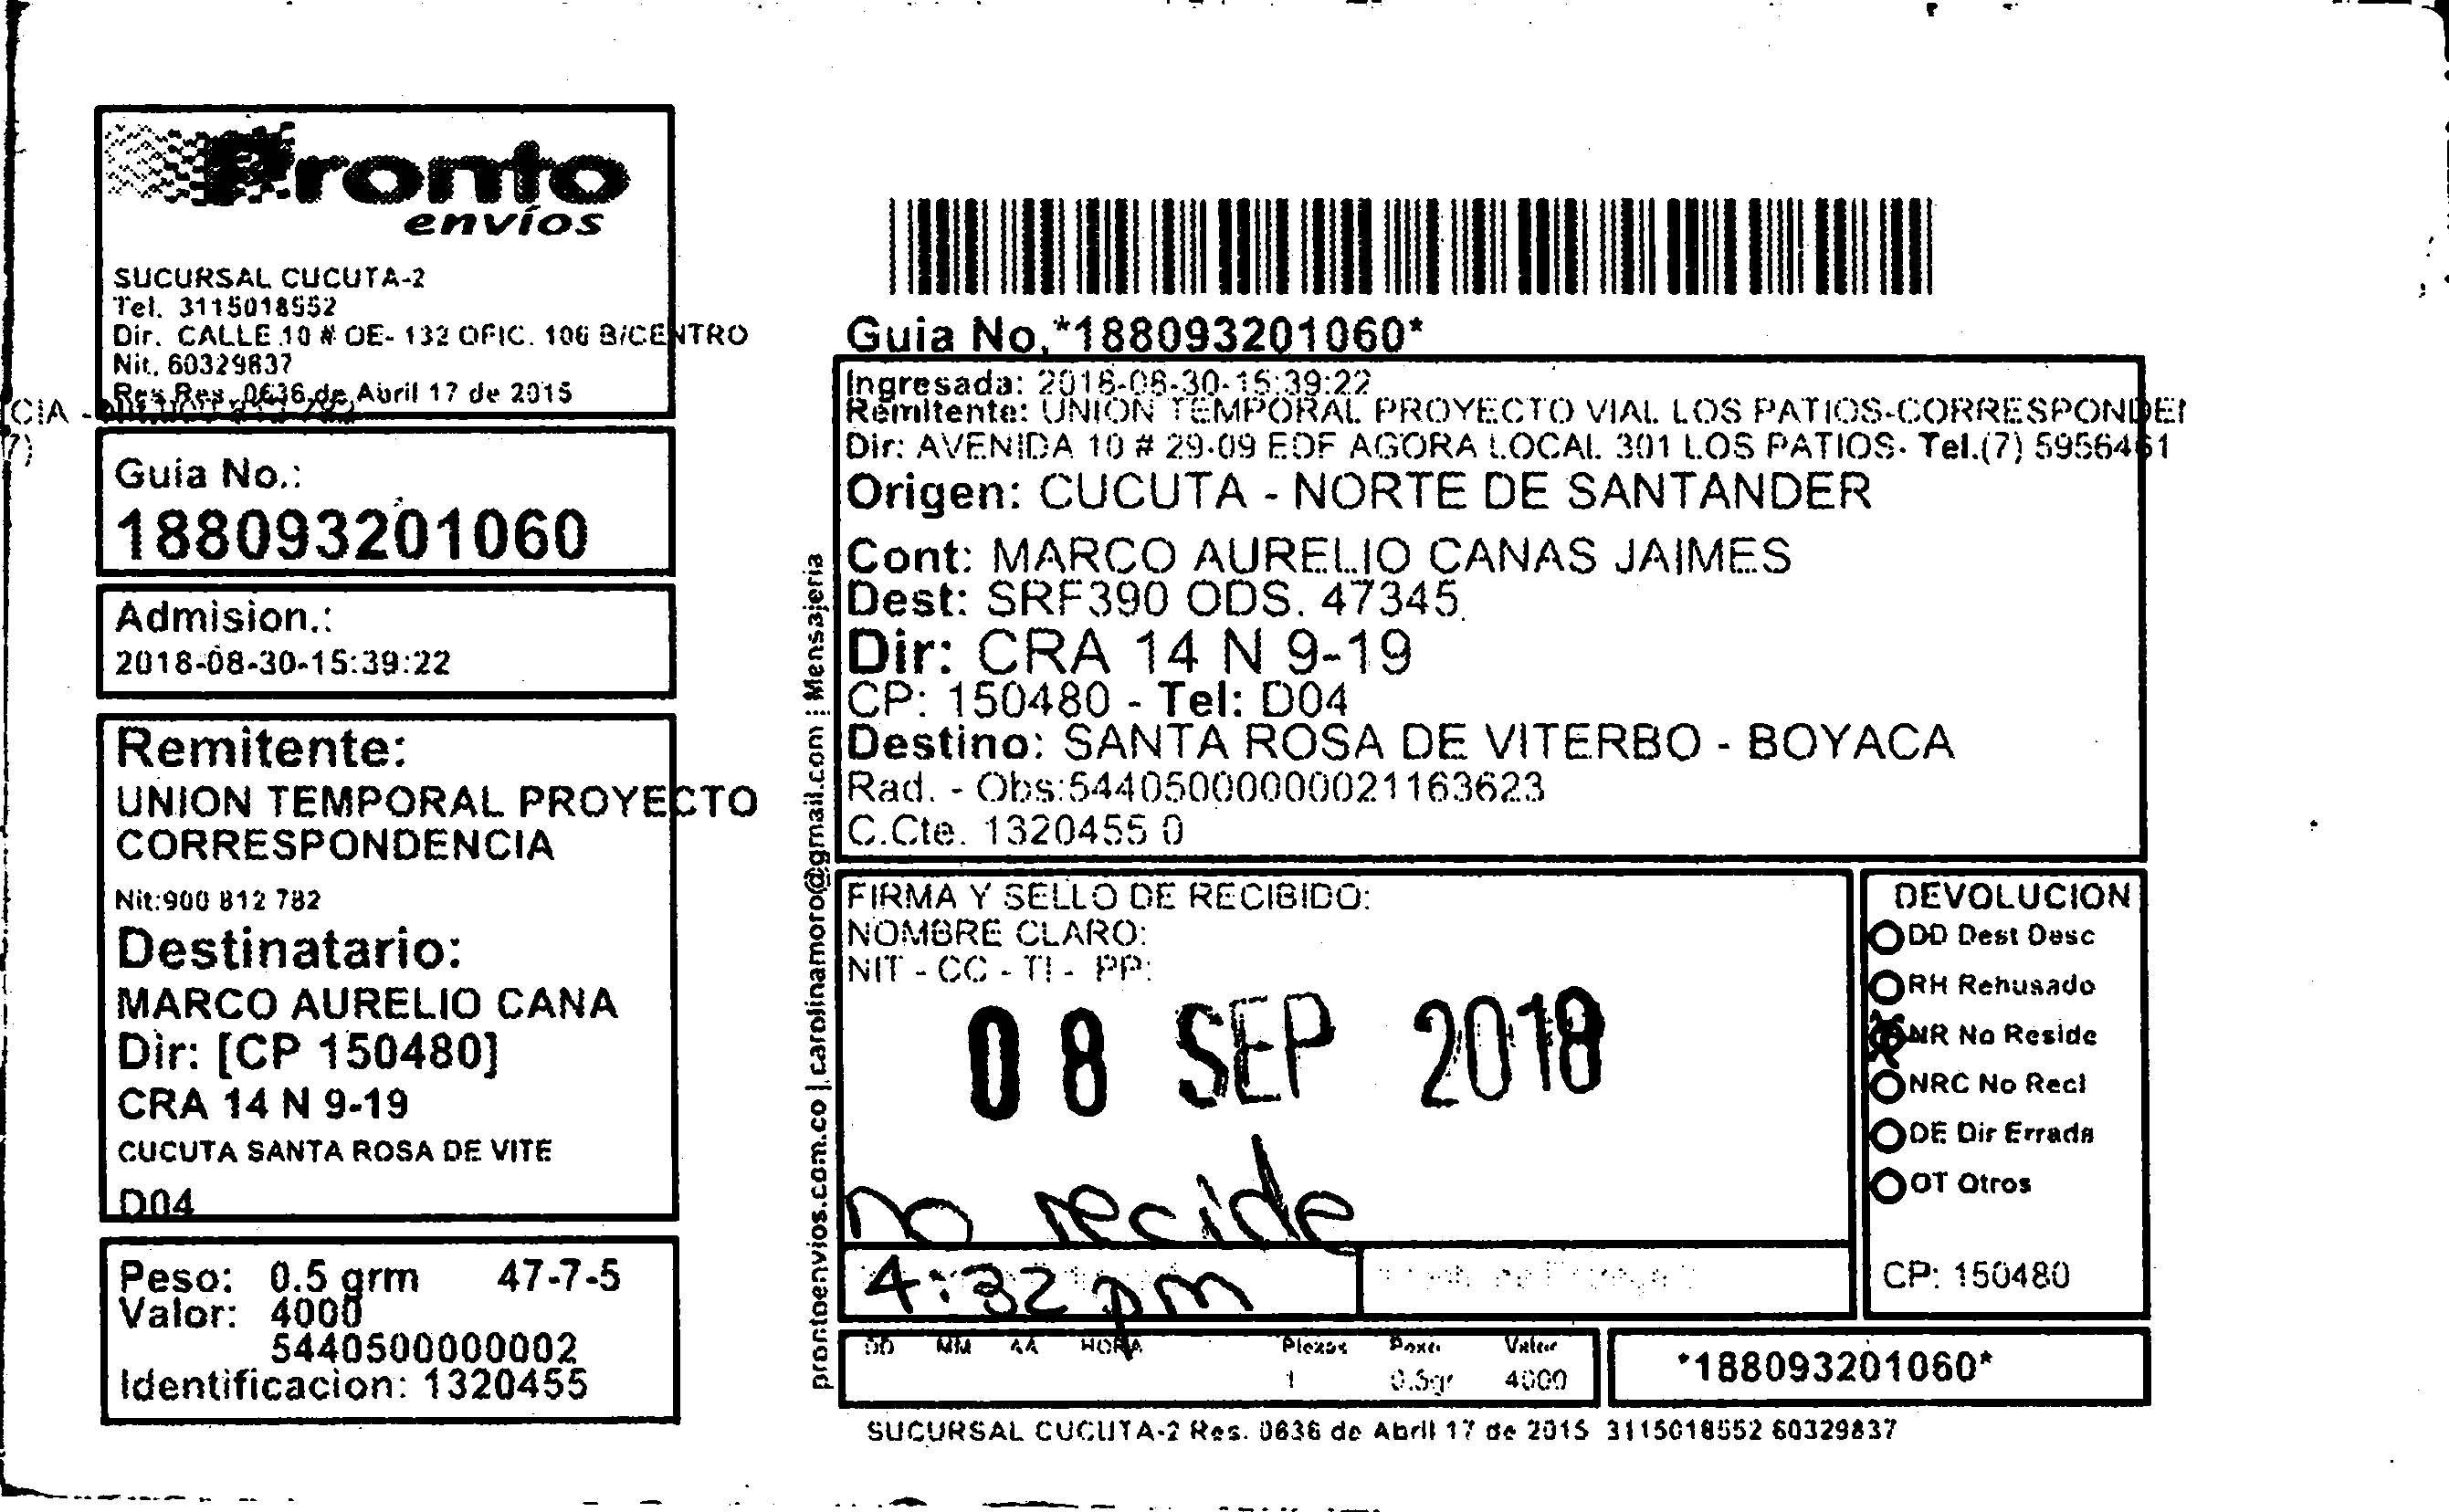 Pronto
envíos
SUCURSAL CUCUTA-2
Tel. 3115018552
Dir. CALLE 10 # OE- 132 OFIC. 106 B/CENTRO
Nit. 60329837
Res Res. 0636 de Abril 17 de 2015
CIA -
7)
Guia No.:
188093201060
Admision.:
2018-08-30-15:39:22
Remitente:
UNION TEMPORAL PROYECTO
CORRESPONDENCIA
Nit:900 812 782
Destinatario:
MARCO AURELIO CANA
Dir: [CP 150480]
CRA 14 N 9-19
CUCUTA SANTA ROSA DE VITE
D04
Peso: 0.5 grm 47-7-5
Valor: 4000
5440500000002
Identificacion: 1320455
prontoenvios.com.co | carolinamoro@gmail.com | Mensajeria
Guia No. *188093201060*
Ingresada: 2018-08-30-15:39:22
Remitente: UNION TEMPORAL PROYECTO VIAL LOS PATIOS-CORRESPONDEN
Dir: AVENIDA 10 # 29-09 EDF AGORA LOCAL 301 LOS PATIOS- Tel.(7) 5956461
Origen: CUCUTA - NORTE DE SANTANDER
Cont: MARCO AURELIO CANAS JAIMES
Dest: SRF390 ODS. 47345
Dir: CRA 14 N 9-19
CP: 150480 - Tel: D04
Destino: SANTA ROSA DE VITERBO - BOYACA
Rad. - Obs:544050000000021163623
C.Cte. 1320455 0
FIRMA Y SELLO DE RECIBIDO:
NOMBRE CLARO:
NIT - CC - TI - PP:
08 SEP 2018
no recide
4:32 pm
DEVOLUCION
DD Dest Desc
RH Rehusado
NR No Reside
NRC No Recl
DE Dir Errada
OT Otros
CP: 150480
DD MM AA HORA Piezas Peso Valor
1 0.5gr 4000
*188093201060*
SUCURSAL CUCUTA-2 Res. 0636 de Abril 17 de 2015 3115018552 60329837